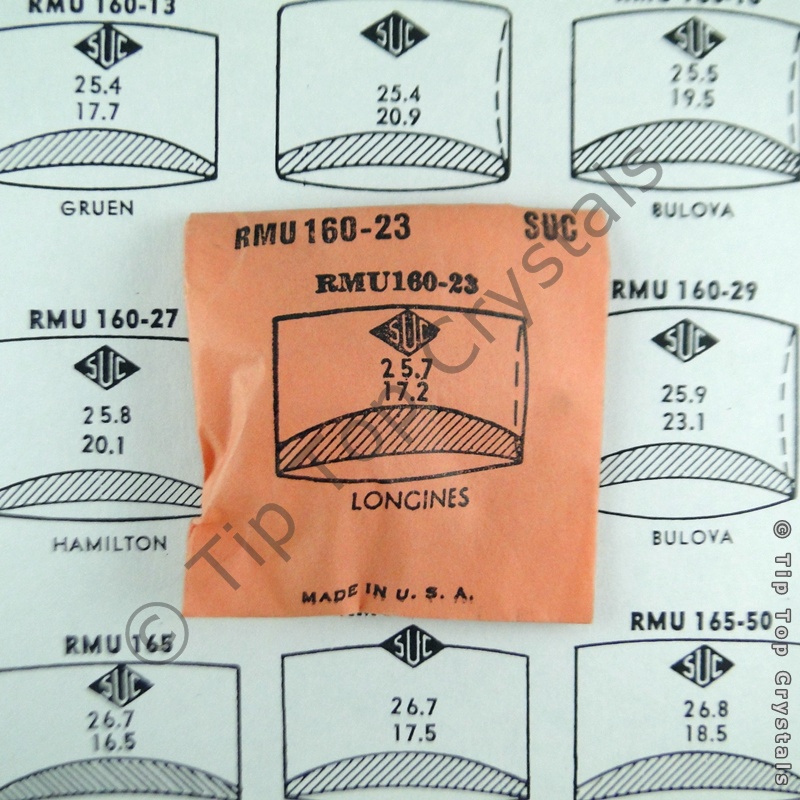 RMU 160-13
SUC
25.4
17.7
GRUEN
SUC
25.4
20.9
SUC
25.5
19.5
BULOVA
RMU 160-27
SUC
25.8
20.1
HAMILTON
RMU 160-23 SUC
RMU160-23
SUC
25.7
17.2
LONGINES
MADE IN U. S. A.
RMU 160-29
SUC
25.9
23.1
BULOVA
RMU 165
SUC
26.7
16.5
SUC
26.7
17.5
RMU 165-50
SUC
26.8
18.5
© Tip Top Crystals
© Tip Top Crystals